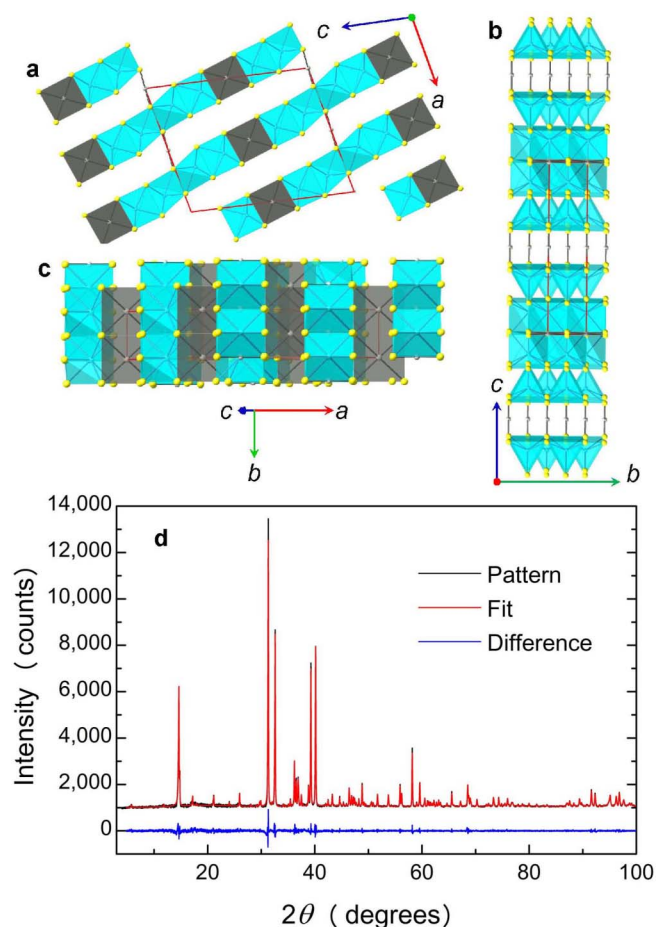 a
c
a
b
c
c
a
b
c
b
14,000
12,000
10,000
8,000
6,000
4,000
2,000
0
Intensity ( counts)
d
Pattern
Fit
Difference
20
40
60
80
100
2θ ( degrees)